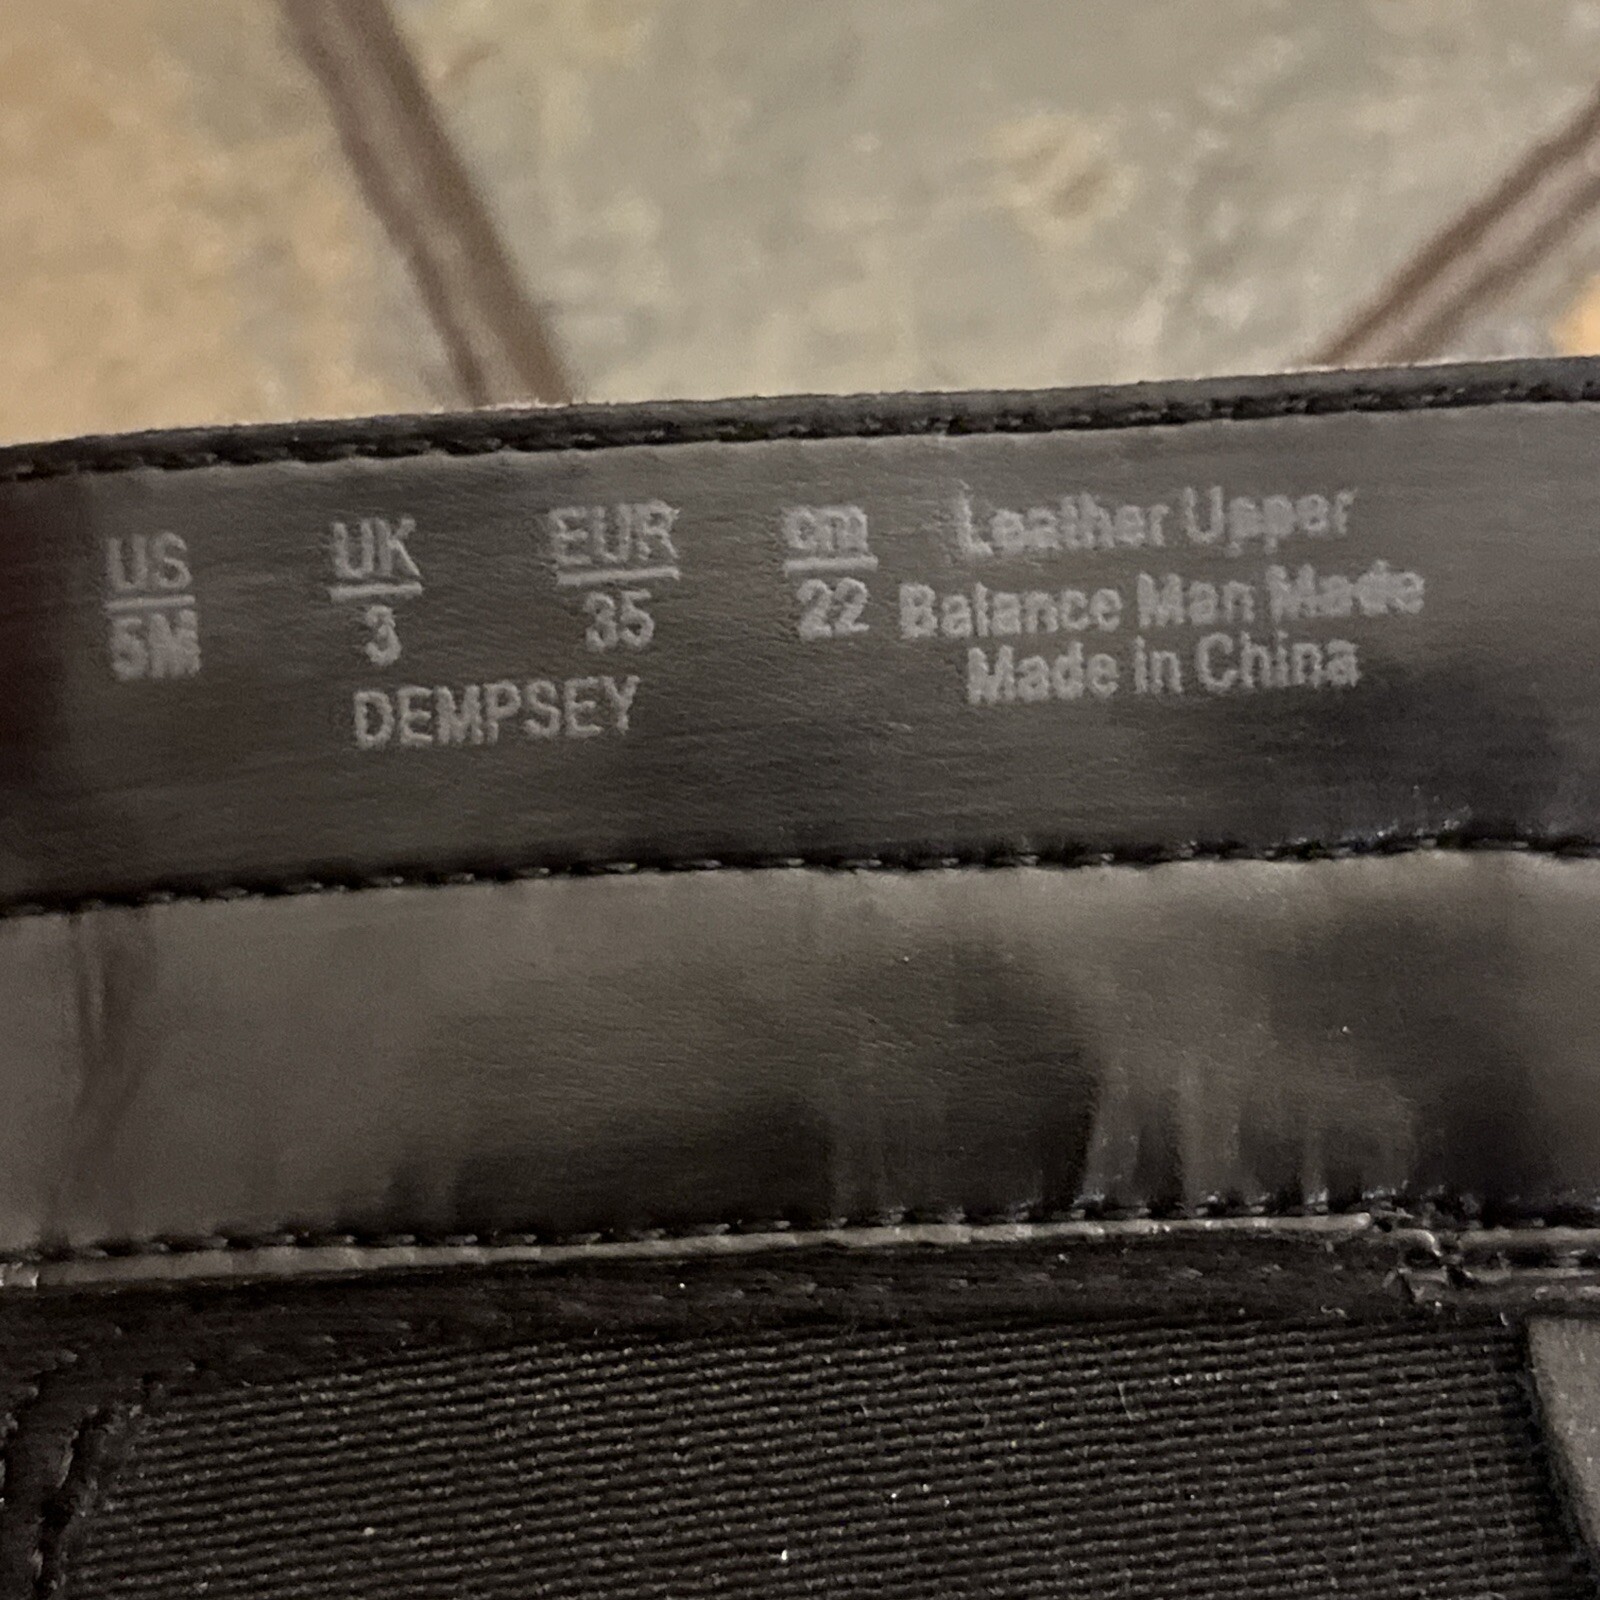 US UK EUR cm
5M 3 35 22
DEMPSEY
Leather Upper
Balance Man Made
Made in China